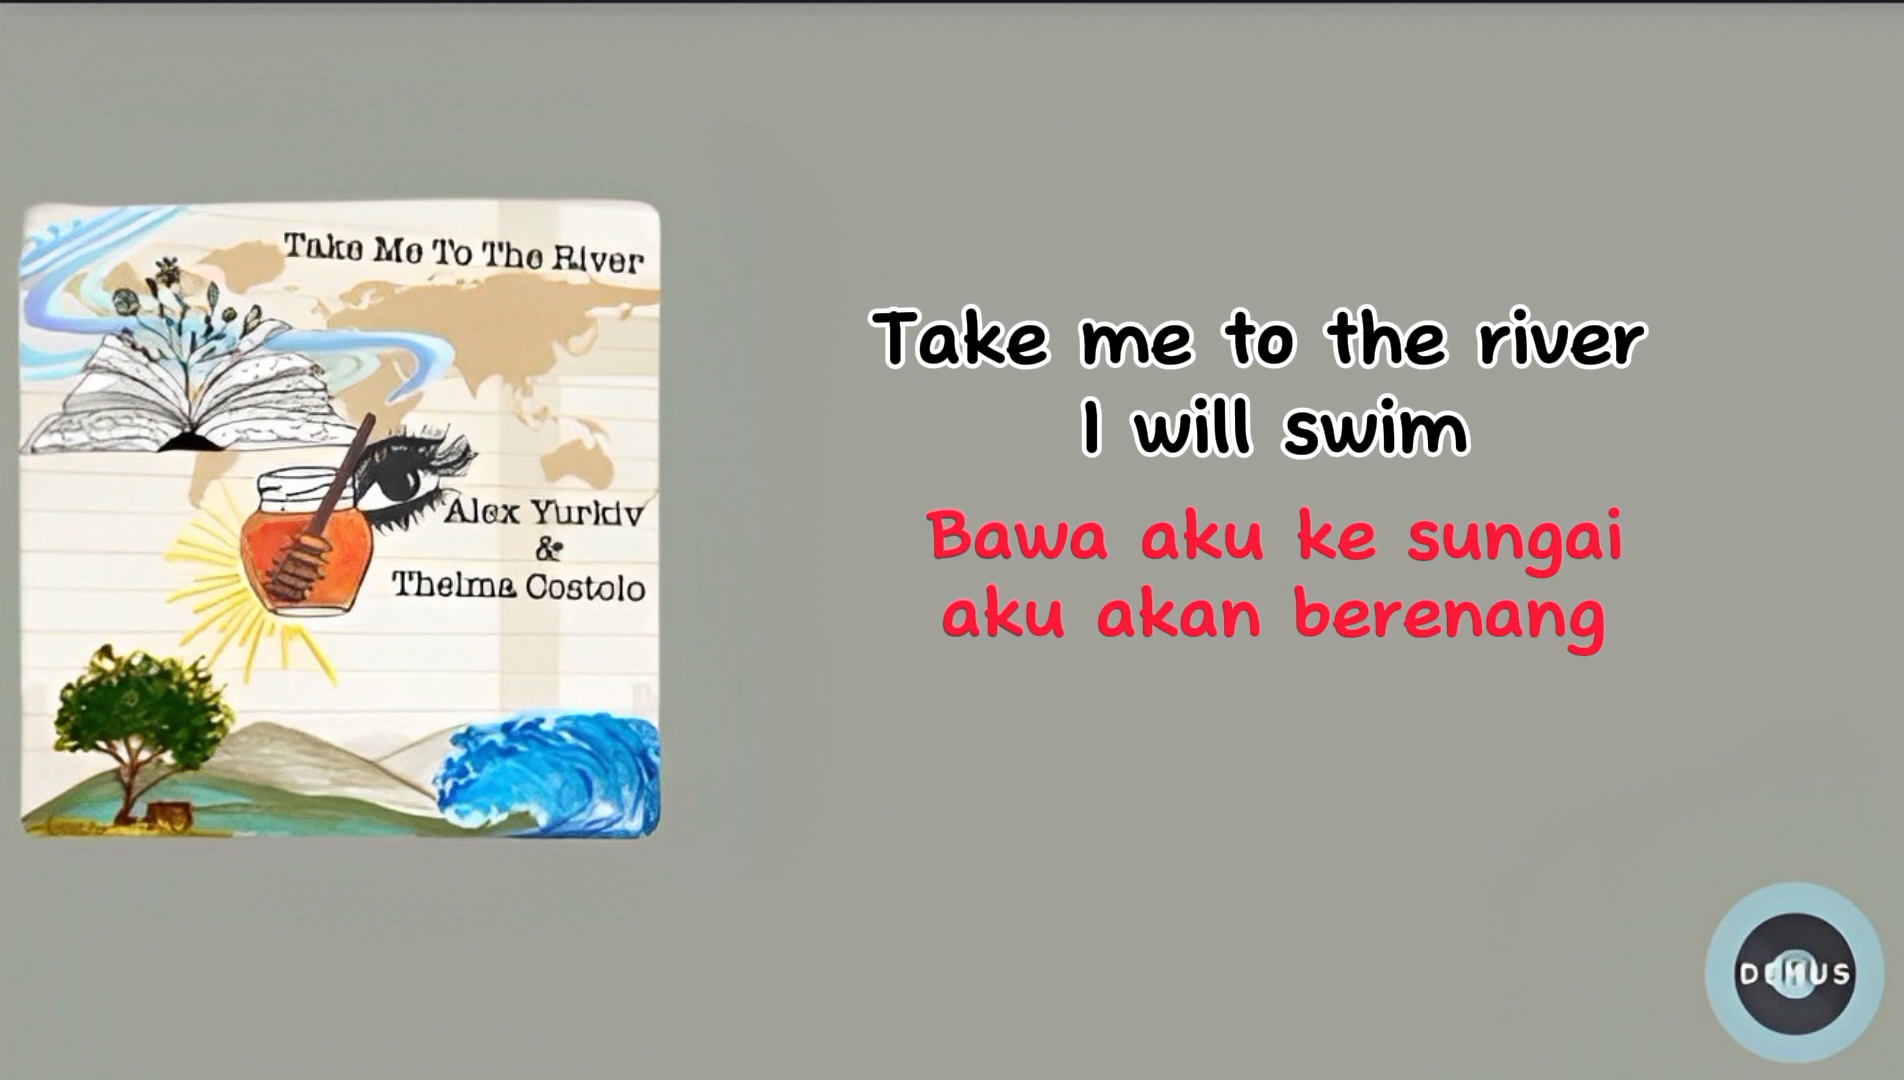 Take Me To The River
Alex Yurkiv
&
Thelma Costolo
Take me to the river
I will swim
Bawa aku ke sungai
aku akan berenang
DEMUS